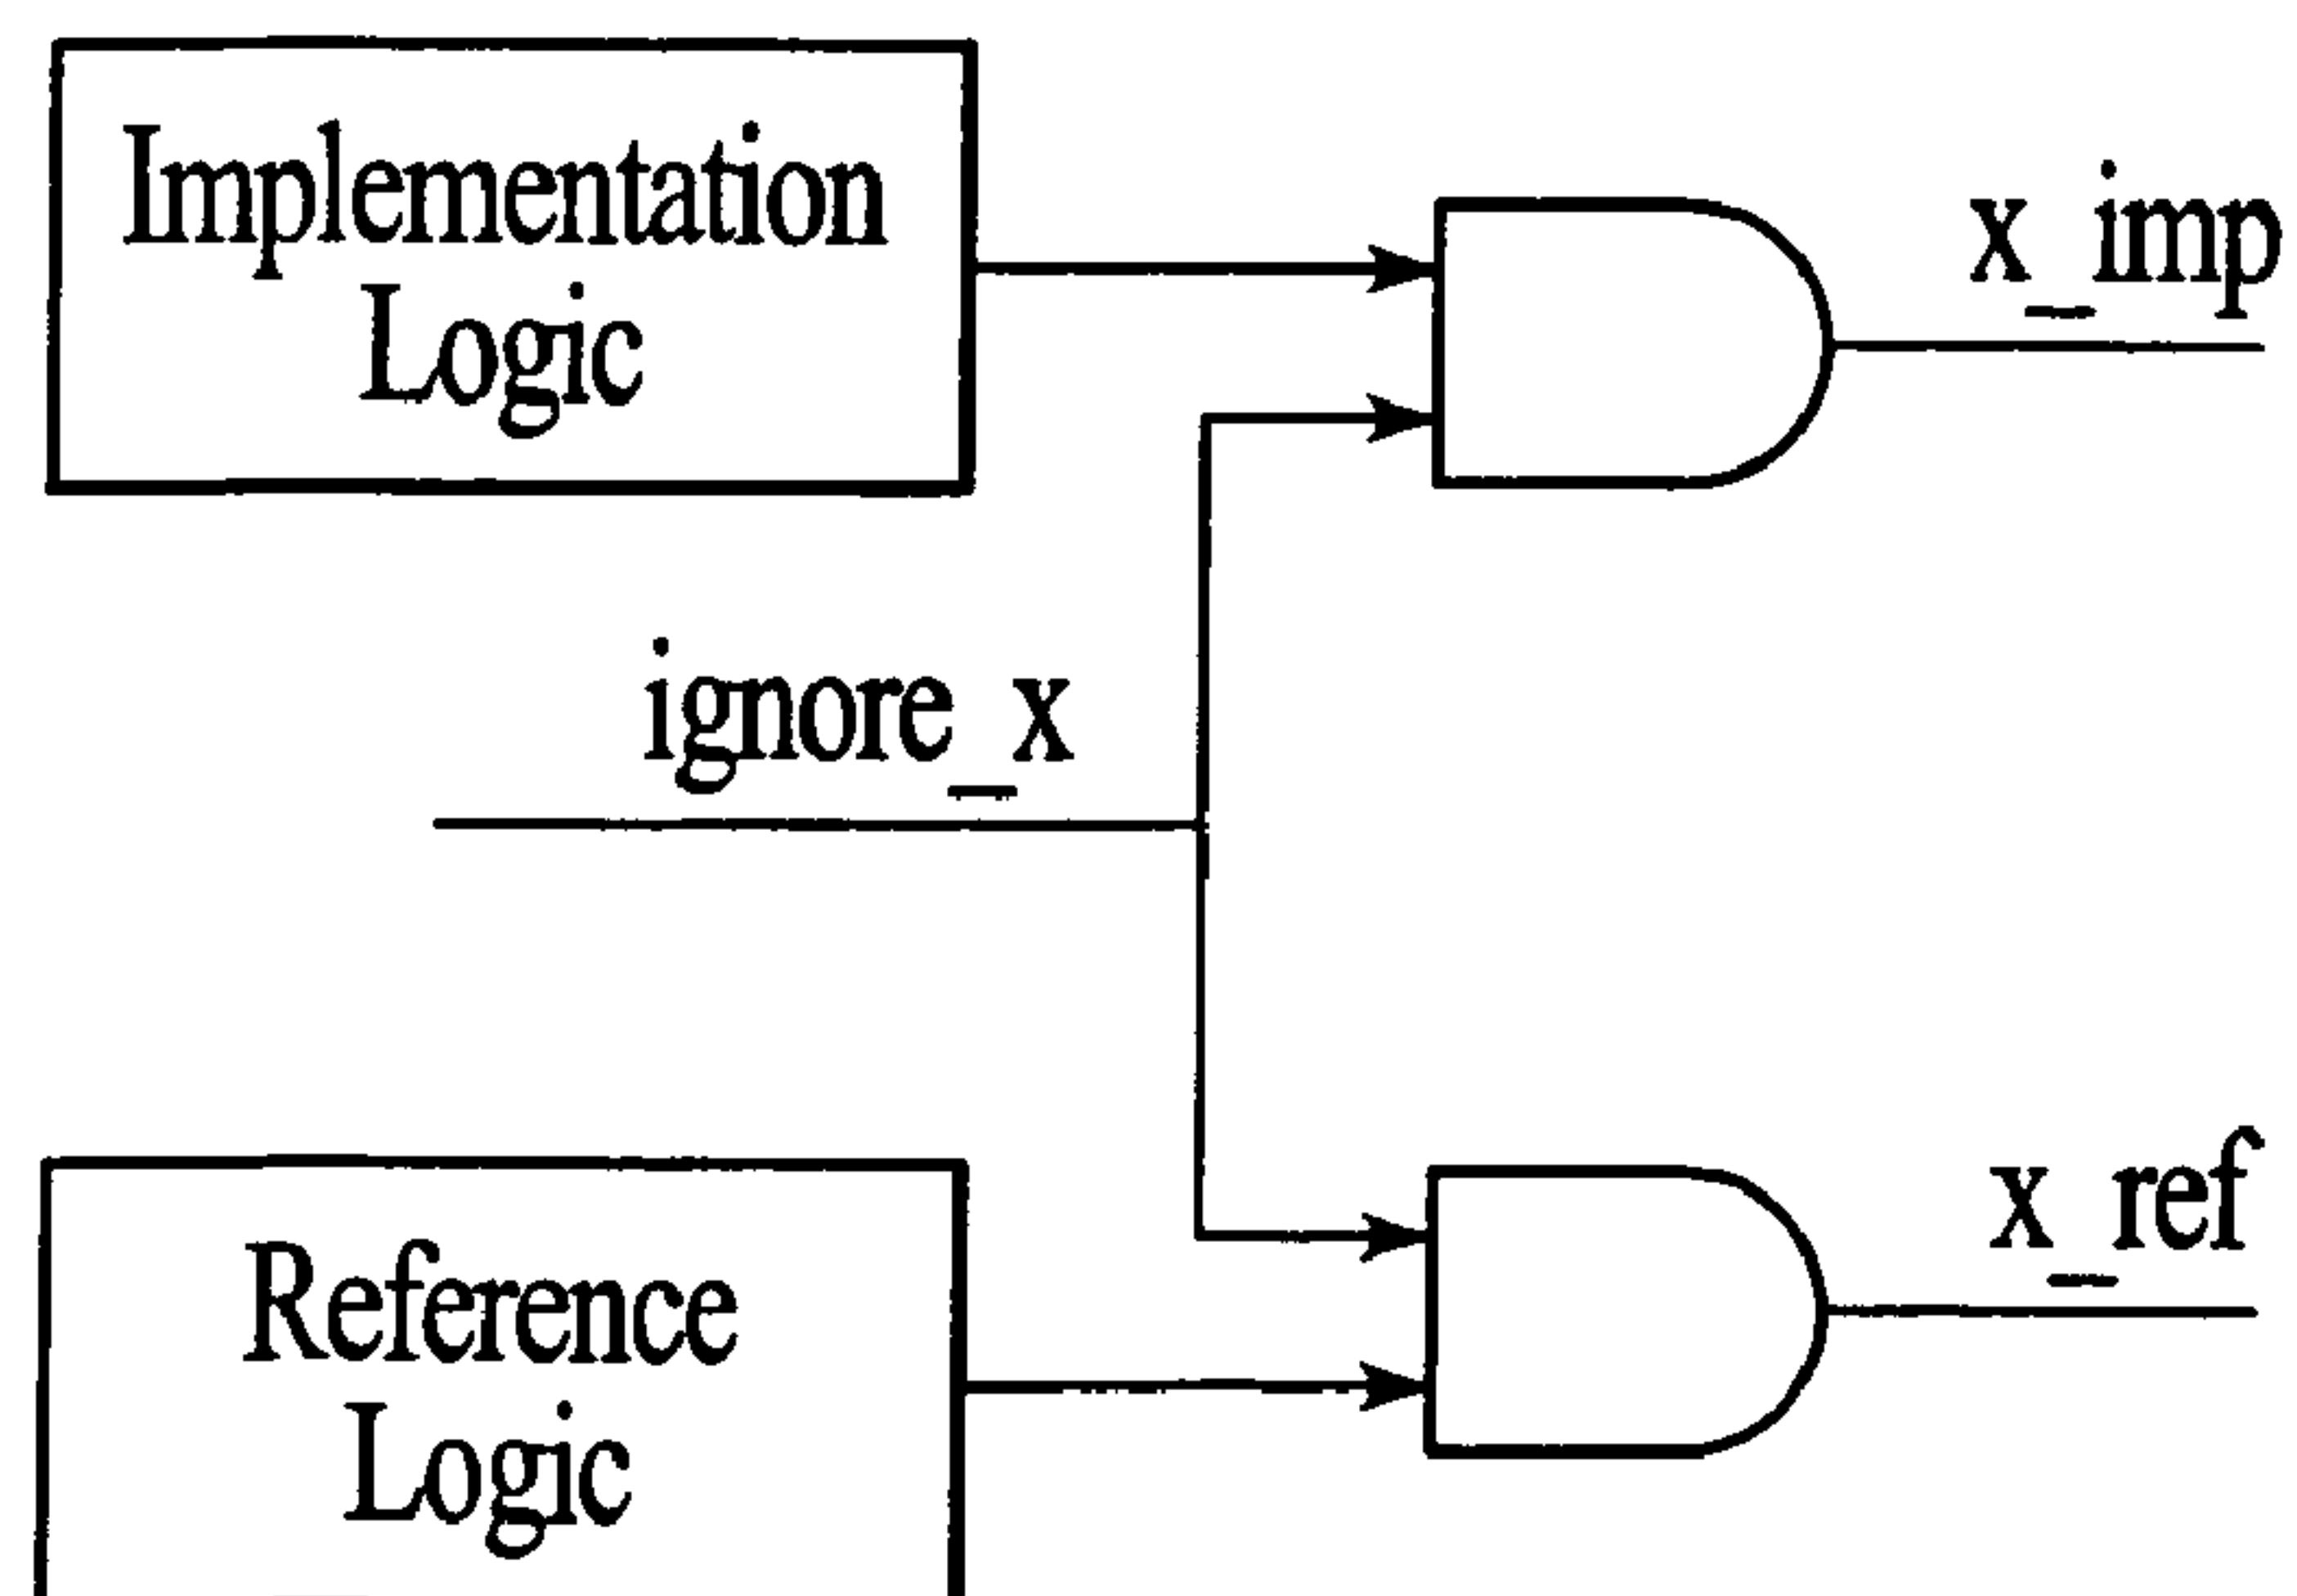 Implementation
Logic
x_imp
ignore_x
x_ref
Reference
Logic